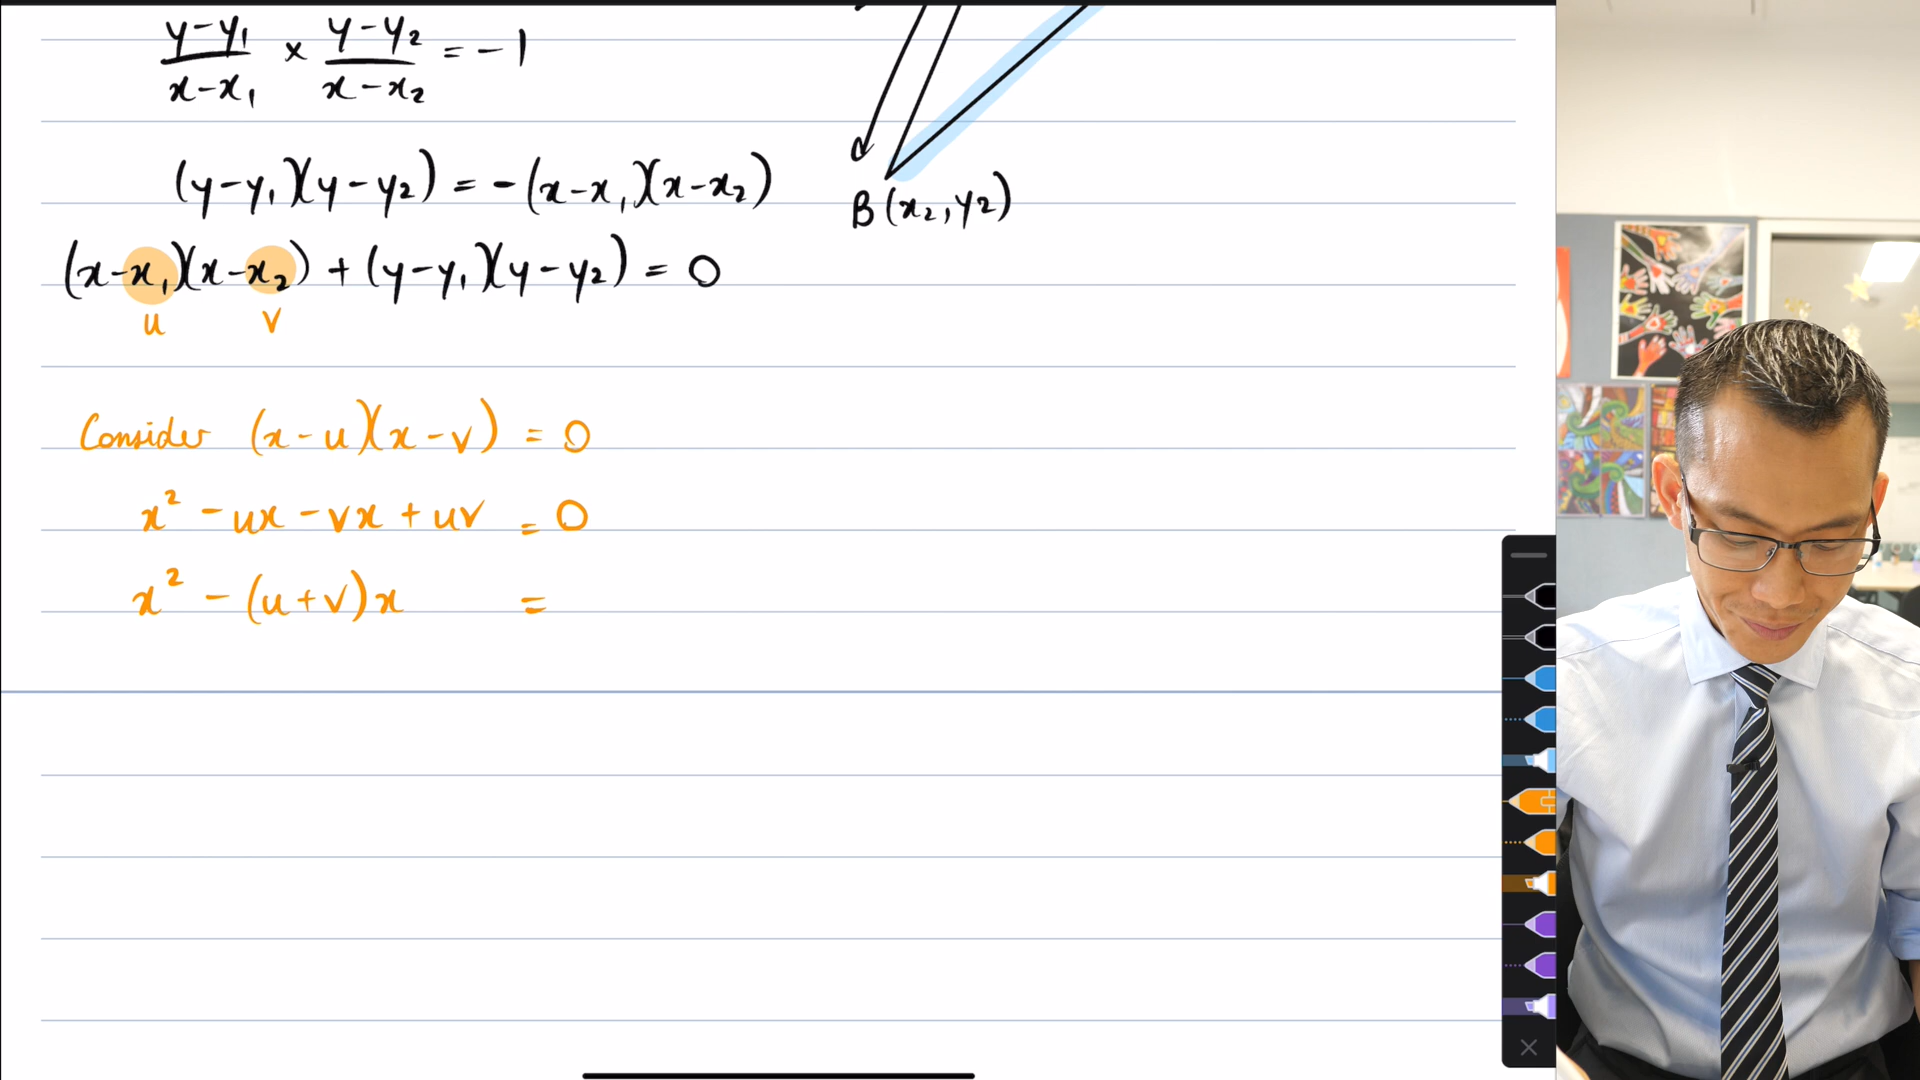 (y-y₁)/(x-x₁) × (y-y₂)/(x-x₂) = -1
(y-y₁)(y-y₂) = -(x-x₁)(x-x₂)
B(x₂,y₂)
(x-x₁)(x-x₂) + (y-y₁)(y-y₂) = 0
u v
Consider (x-u)(x-v) = 0
x² - ux - vx + uv = 0
x² - (u+v)x =